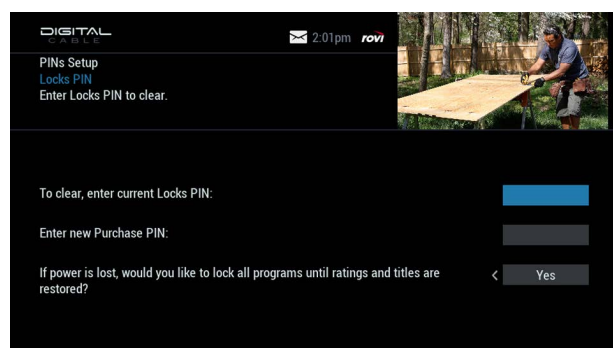 DIGITAL
CABLE
2:01pm rovi
PINs Setup
Locks PIN
Enter Locks PIN to clear.
To clear, enter current Locks PIN:
Enter new Purchase PIN:
If power is lost, would you like to lock all programs until ratings and titles are
restored?
< Yes